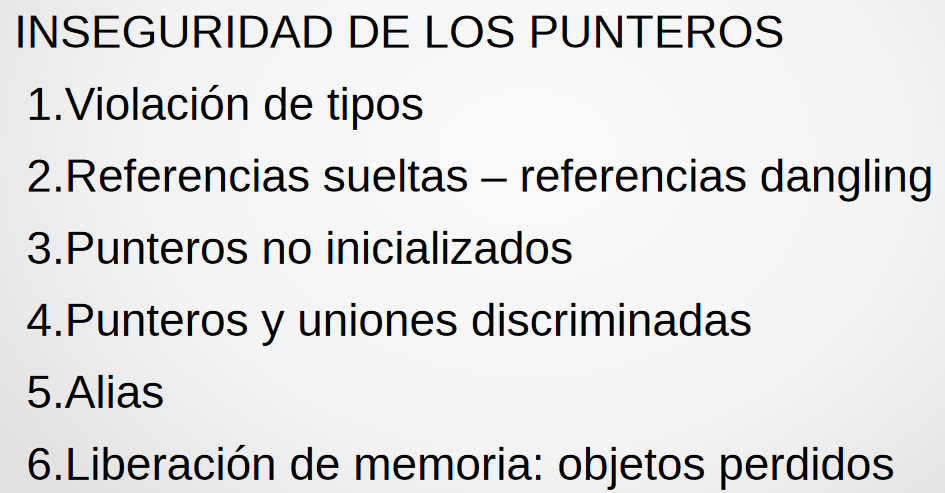 INSEGURIDAD DE LOS PUNTEROS
1.Violación de tipos
2.Referencias sueltas – referencias dangling
3.Punteros no inicializados
4.Punteros y uniones discriminadas
5.Alias
6.Liberación de memoria: objetos perdidos